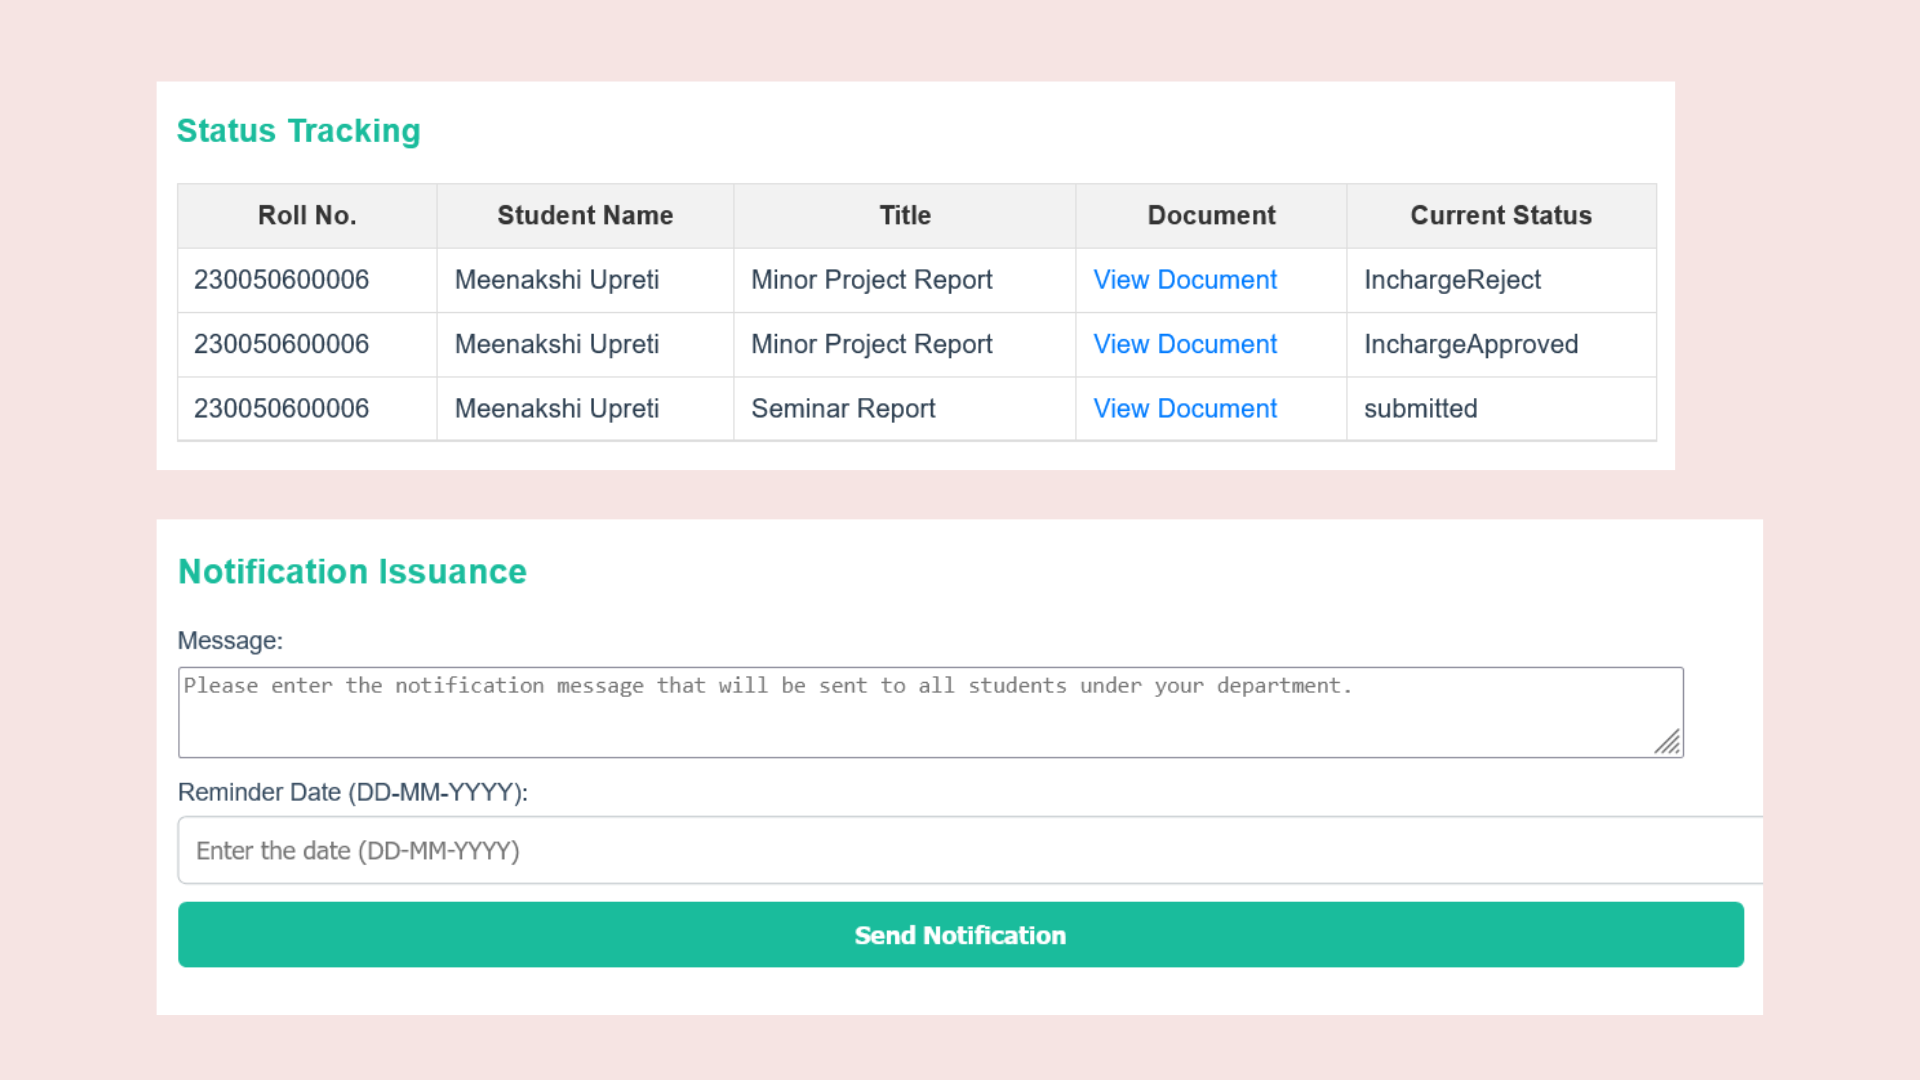 Status Tracking
Roll No. Student Name Title Document Current Status
230050600006 Meenakshi Upreti Minor Project Report View Document InchargeReject
230050600006 Meenakshi Upreti Minor Project Report View Document InchargeApproved
230050600006 Meenakshi Upreti Seminar Report View Document submitted
Notification Issuance
Message:
Please enter the notification message that will be sent to all students under your department.
Reminder Date (DD-MM-YYYY):
Enter the date (DD-MM-YYYY)
Send Notification